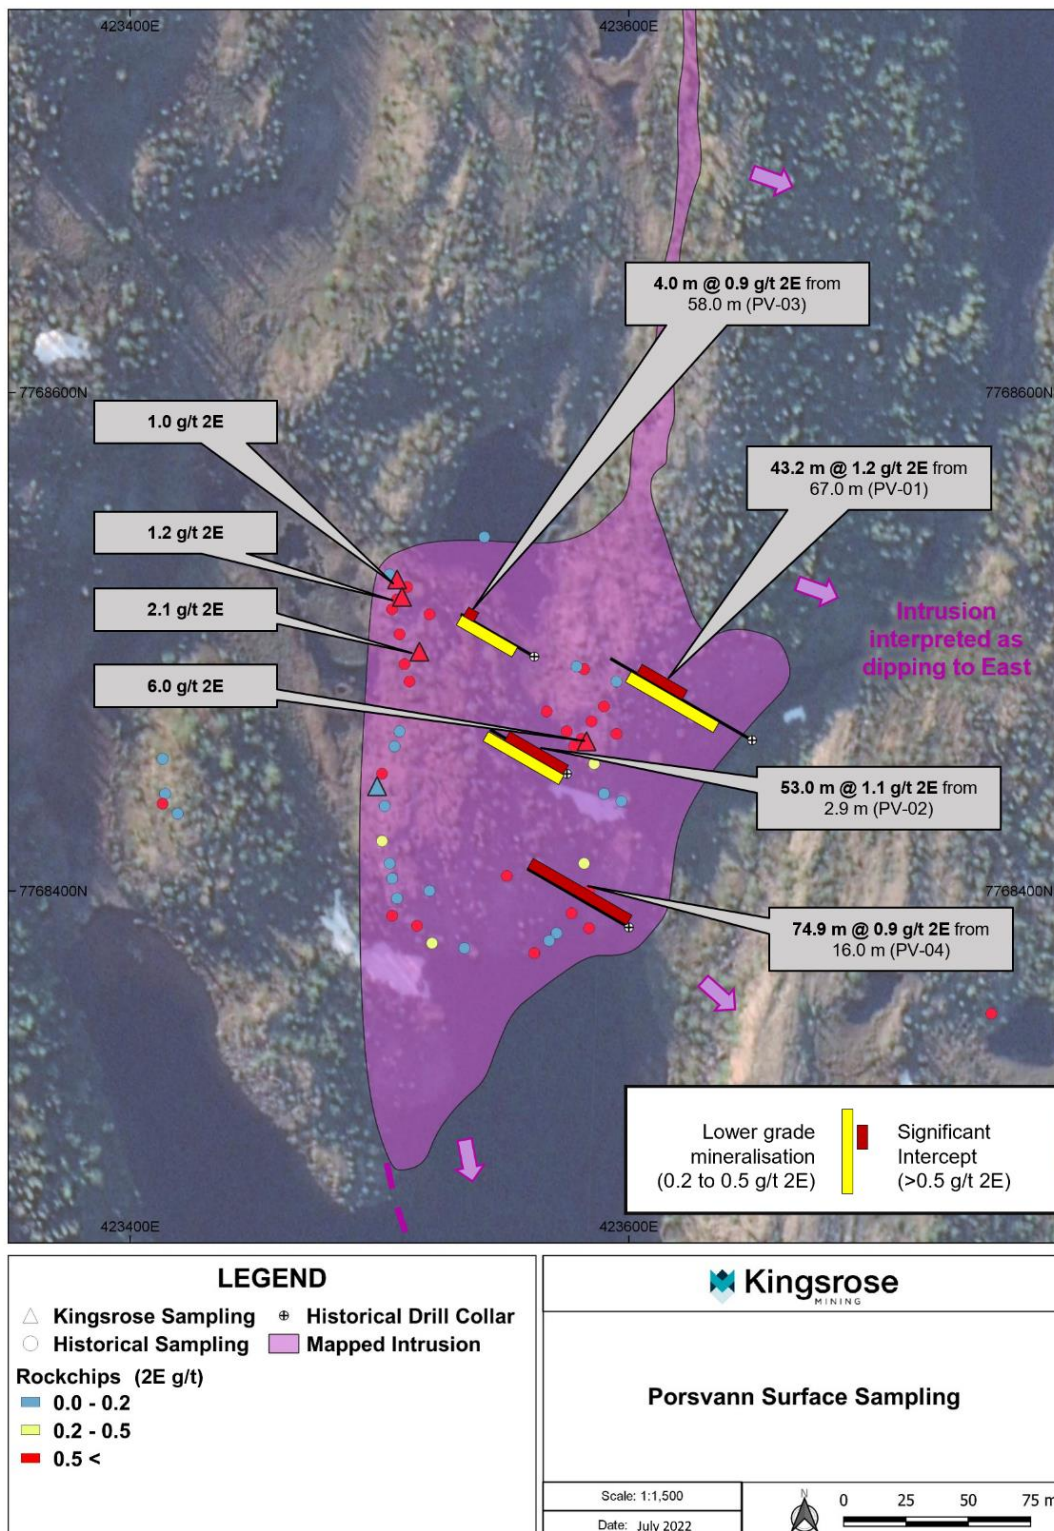 423400E
423600E
4.0 m @ 0.9 g/t 2E from
58.0 m (PV-03)
7768600N
7768600N
1.0 g/t 2E
43.2 m @ 1.2 g/t 2E from
67.0 m (PV-01)
1.2 g/t 2E
2.1 g/t 2E
Intrusion
interpreted as
dipping to East
6.0 g/t 2E
53.0 m @ 1.1 g/t 2E from
2.9 m (PV-02)
7768400N
7768400N
74.9 m @ 0.9 g/t 2E from
16.0 m (PV-04)
Lower grade
mineralisation
(0.2 to 0.5 g/t 2E)
Significant
Intercept
(>0.5 g/t 2E)
423400E
423600E
LEGEND
Kingsrose Sampling
Historical Drill Collar
Historical Sampling
Mapped Intrusion
Rockchips (2E g/t)
0.0 - 0.2
0.2 - 0.5
0.5 <
Kingsrose
MINING
Porsvann Surface Sampling
Scale: 1:1,500
Date: July 2022
N
0 25 50 75 m